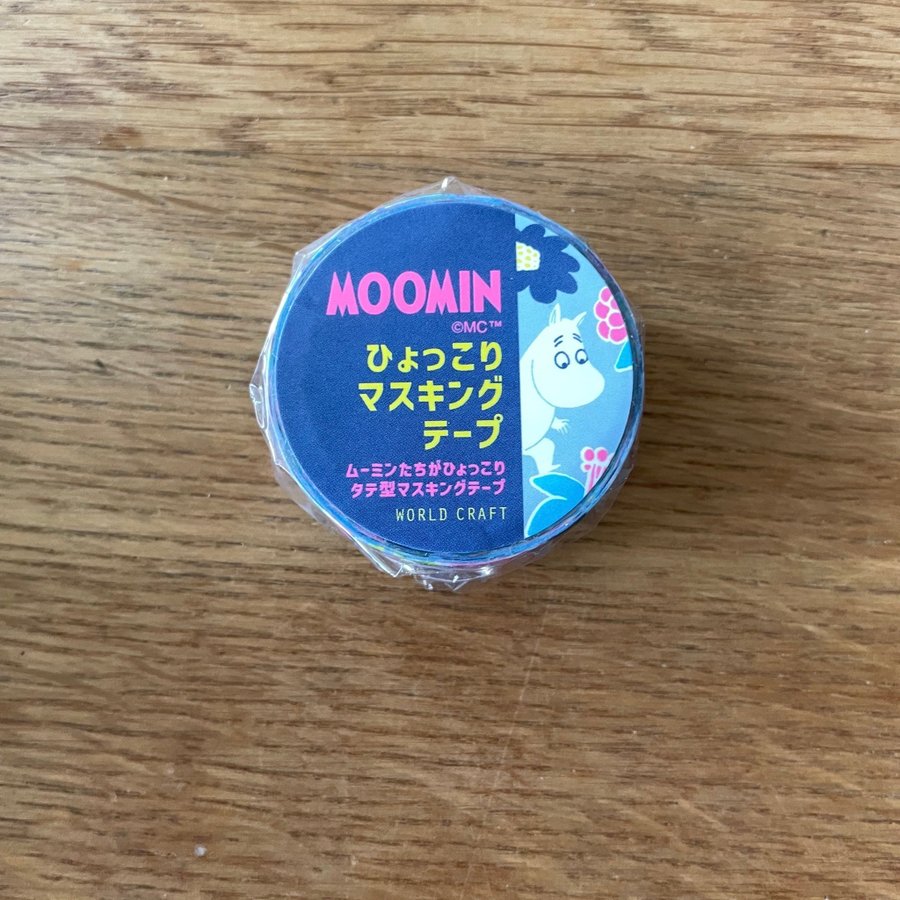 MOOMIN
©MC™
ひょっこり
マスキング
テープ
ムーミンたちがひょっこり
タテ型マスキングテープ
WORLD CRAFT